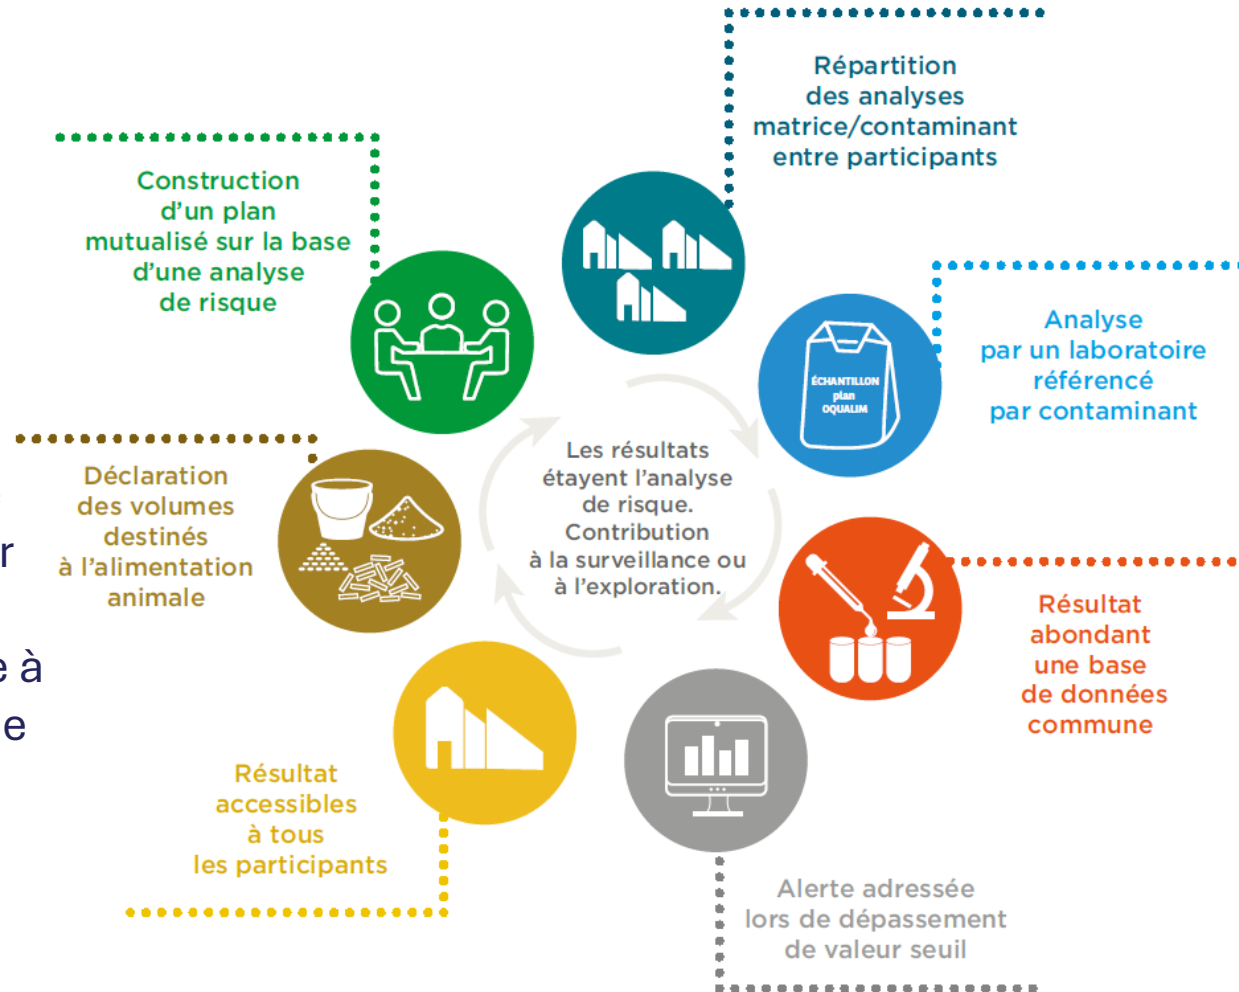 Répartition
des analyses
matrice/contaminant
entre participants
Construction
d'un plan
mutualisé sur la base
d'une analyse
de risque
Analyse
par un laboratoire
référencé
par contaminant
ÉCHANTILLON
plan
OQUALIM
Les résultats
étayent l'analyse
de risque.
Contribution
à la surveillance ou
à l'exploration.
Déclaration
des volumes
destinés
à l'alimentation
animale
Résultat
abondant
une base
de données
commune
Résultat
accessibles
à tous
les participants
Alerte adressée
lors de dépassement
de valeur seuil
à